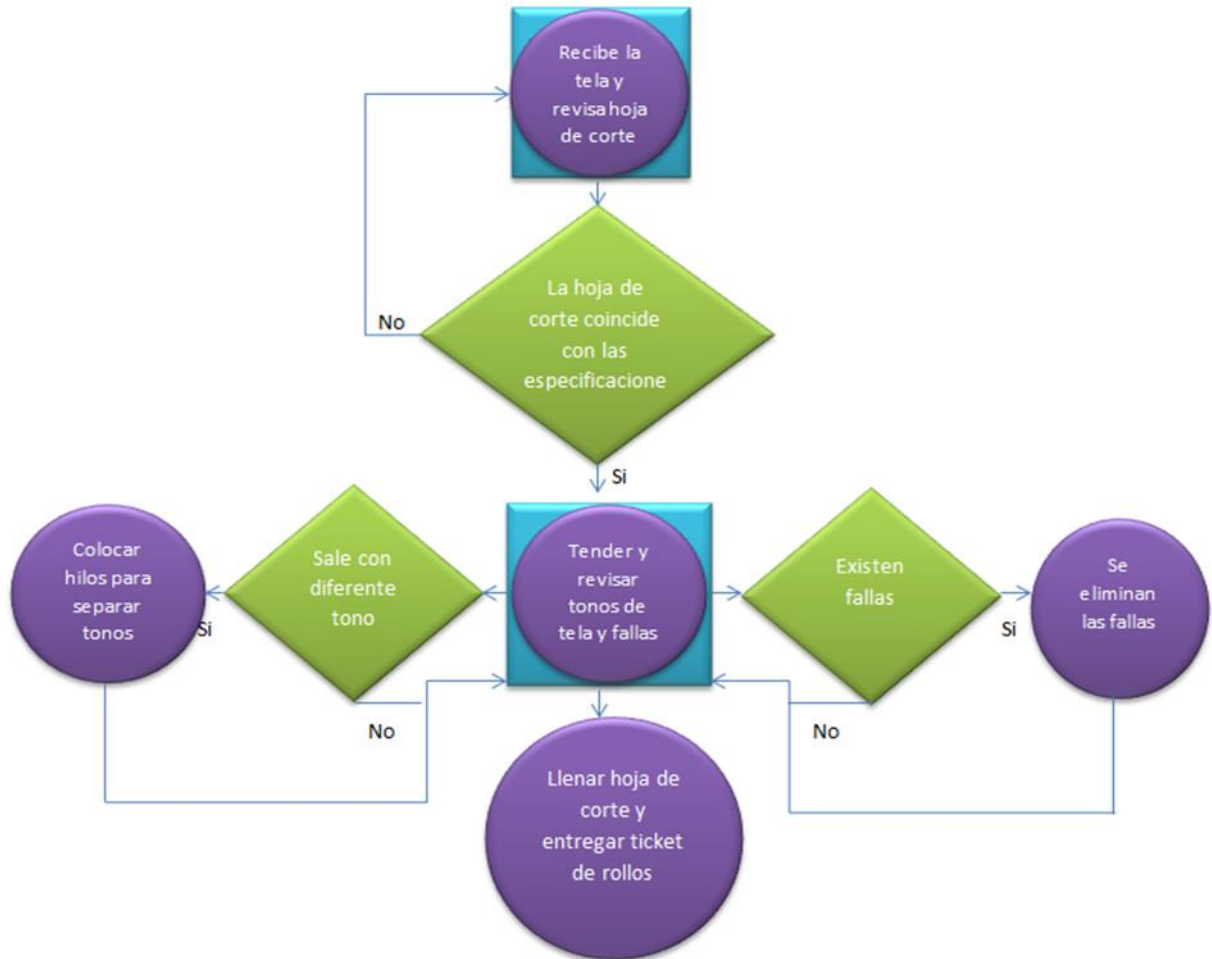 Recibe la
tela y
revisa hoja
de corte
La hoja de
corte coincide
con las
especificacione
No
Si
Colocar
hilos para
separar
tonos
Si
Sale con
diferente
tono
No
Tender y
revisar
tonos de
tela y fallas
Existen
fallas
Si
No
Se
eliminan
las fallas
Llenar hoja de
corte y
entregar ticket
de rollos